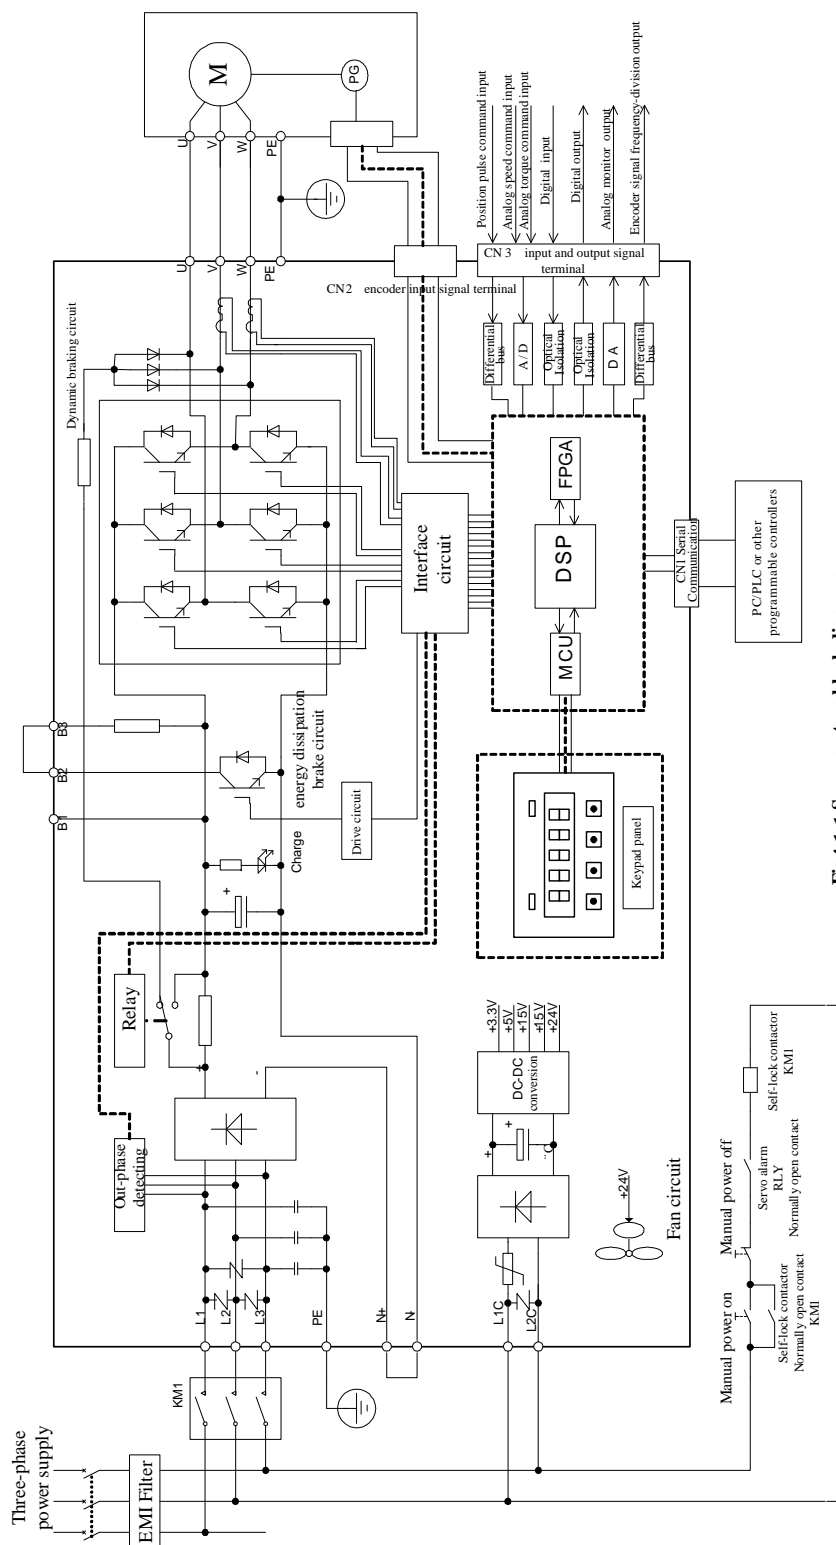 Three-phase
power supply
EMI Filter
KM1
L1
L2
L3
PE
N+
N-
L1C
L2C
Out-phase
detecting
Relay
+
-
+
Charge
B1
B2
B3
energy dissipation
brake circuit
Drive circuit
Dynamic braking circuit
U
V
W
PE
U
V
W
PE
M
PG
CN2 encoder input signal terminal
CN 3 input and output signal
terminal
Position pulse command input
Analog speed command input
Analog torque command input
Digital input
Digital output
Analog monitor output
Encoder signal frequency-division output
Differential
bus
A/D
Optical
Isolation
Optical
Isolation
D A
Differential
bus
Interface
circuit
FPGA
DSP
MCU
CN1 Serial
Communication
PC/PLC or other
programmable controllers
Keypad panel
+
+
DC-DC
conversion
+3.3V
+5V
+15V
+15V
+24V
+24V
Fan circuit
Manual power on
Self-lock contactor
Normally open contact
KM1
Manual power off
Servo alarm
RLY
Normally open contact
Self-lock contactor
KM1